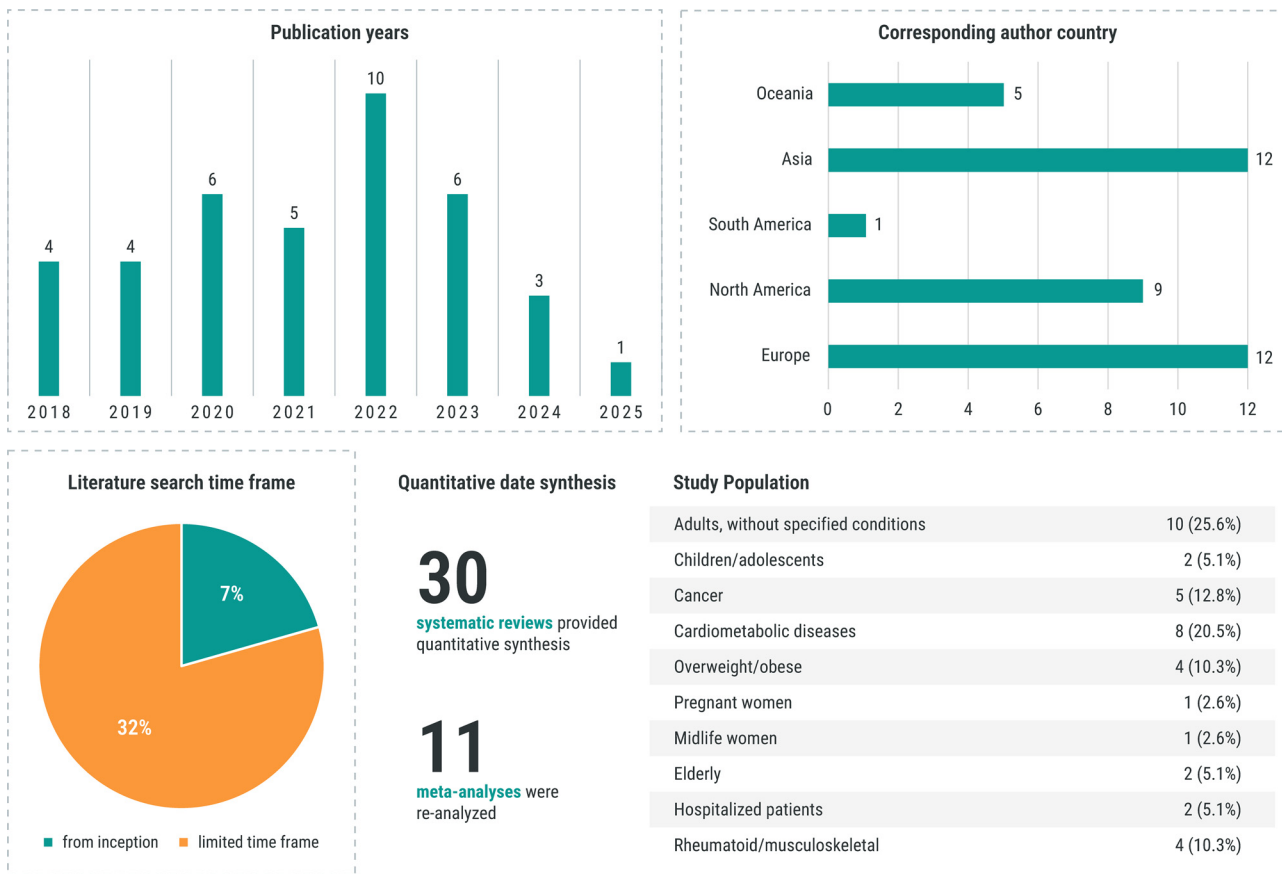 Publication years
4
4
6
5
10
6
3
1
2018 2019 2020 2021 2022 2023 2024 2025
Corresponding author country
Oceania 5
Asia 12
South America 1
North America 9
Europe 12
0 2 4 6 8 10 12
Literature search time frame
7%
32%
from inception limited time frame
Quantitative date synthesis
30
systematic reviews provided
quantitative synthesis
11
meta-analyses were
re-analyzed
Study Population
Adults, without specified conditions 10 (25.6%)
Children/adolescents 2 (5.1%)
Cancer 5 (12.8%)
Cardiometabolic diseases 8 (20.5%)
Overweight/obese 4 (10.3%)
Pregnant women 1 (2.6%)
Midlife women 1 (2.6%)
Elderly 2 (5.1%)
Hospitalized patients 2 (5.1%)
Rheumatoid/musculoskeletal 4 (10.3%)